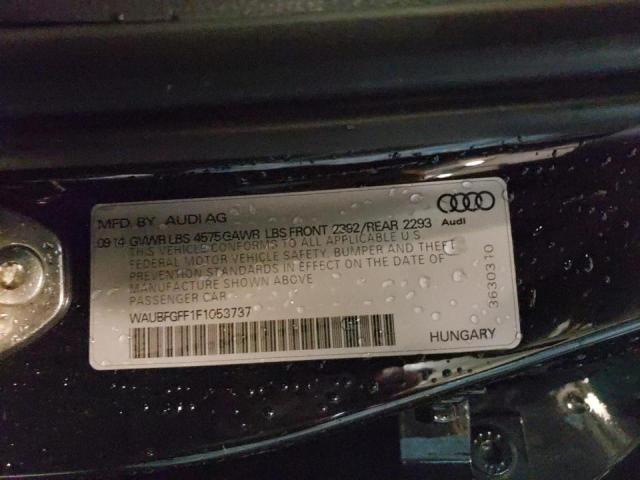 MFD. BY AUDI AG
Audi
09 14 GVWR LBS 4575 GAWR LBS FRONT 2392/REAR 2293
THIS VEHICLE CONFORMS TO ALL APPLICABLE U.S.
FEDERAL MOTOR VEHICLE SAFETY, BUMPER AND THEFT
PREVENTION STANDARDS IN EFFECT ON THE DATE OF
MANUFACTURE SHOWN ABOVE
PASSENGER CAR
WAUBFGFF1F1053737
3630310
HUNGARY